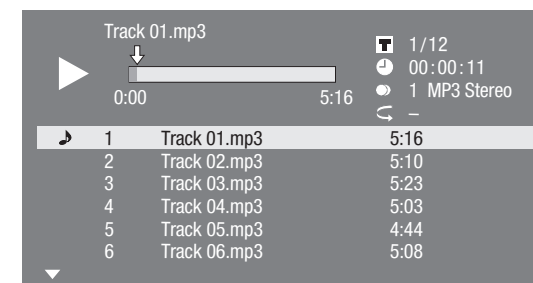 Track 01.mp3
0:00 5:16
T 1/12
00:00:11
1 MP3 Stereo
–
1 Track 01.mp3 5:16
2 Track 02.mp3 5:10
3 Track 03.mp3 5:23
4 Track 04.mp3 5:03
5 Track 05.mp3 4:44
6 Track 06.mp3 5:08